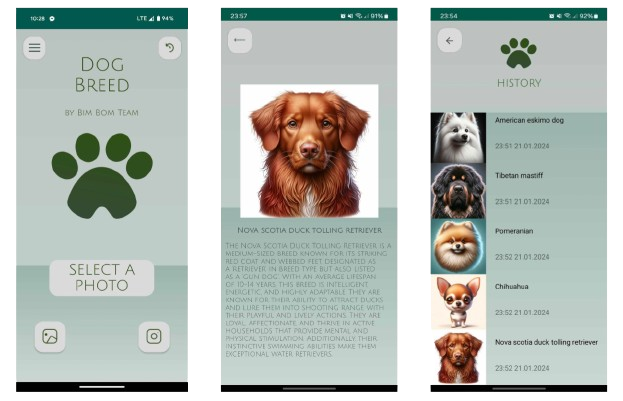 10:28
LTE 94%
DOG
BREED
BY BIM BOM TEAM
SELECT A
PHOTO
23:57
91%
NOVA SCOTIA DUCK TOLLING RETRIEVER
THE NOVA SCOTIA DUCK TOLLING RETRIEVER IS A
MEDIUM-SIZED BREED KNOWN FOR ITS STRIKING
RED COAT AND WEBBED FEET DESIGNATED AS
A RETRIEVER IN BREED TYPE BUT ALSO LISTED
AS A GUN DOG. WITH AN AVERAGE LIFESPAN
OF 10-14 YEARS THIS BREED IS INTELLIGENT,
ENERGETIC, AND HIGHLY ADAPTABLE. THEY ARE
KNOWN FOR THEIR ABILITY TO ATTRACT DUCKS
AND LURE THEM INTO SHOOTING RANGE WITH
THEIR PLAYFUL AND LIVELY ACTIONS. THEY ARE
LOYAL, AFFECTIONATE, AND THRIVE IN ACTIVE
HOUSEHOLDS THAT PROVIDE MENTAL AND
PHYSICAL STIMULATION. ADDITIONALLY THEIR
INSTINCTIVE SWIMMING ABILITIES MAKE THEM
EXCEPTIONAL WATER RETRIEVERS.
23:54
92%
HISTORY
American eskimo dog
23:51 21.01.2024
Tibetan mastiff
23:51 21.01.2024
Pomeranian
23:52 21.01.2024
Chihuahua
23:52 21.01.2024
Nova scotia duck tolling retriever
23:52 21.01.2024